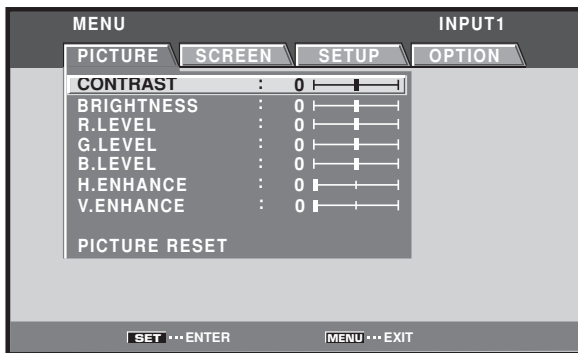 MENU INPUT1
PICTURE SCREEN SETUP OPTION
CONTRAST : 0
BRIGHTNESS : 0
R.LEVEL : 0
G.LEVEL : 0
B.LEVEL : 0
H.ENHANCE : 0
V.ENHANCE : 0
PICTURE RESET
SET ··· ENTER MENU ··· EXIT